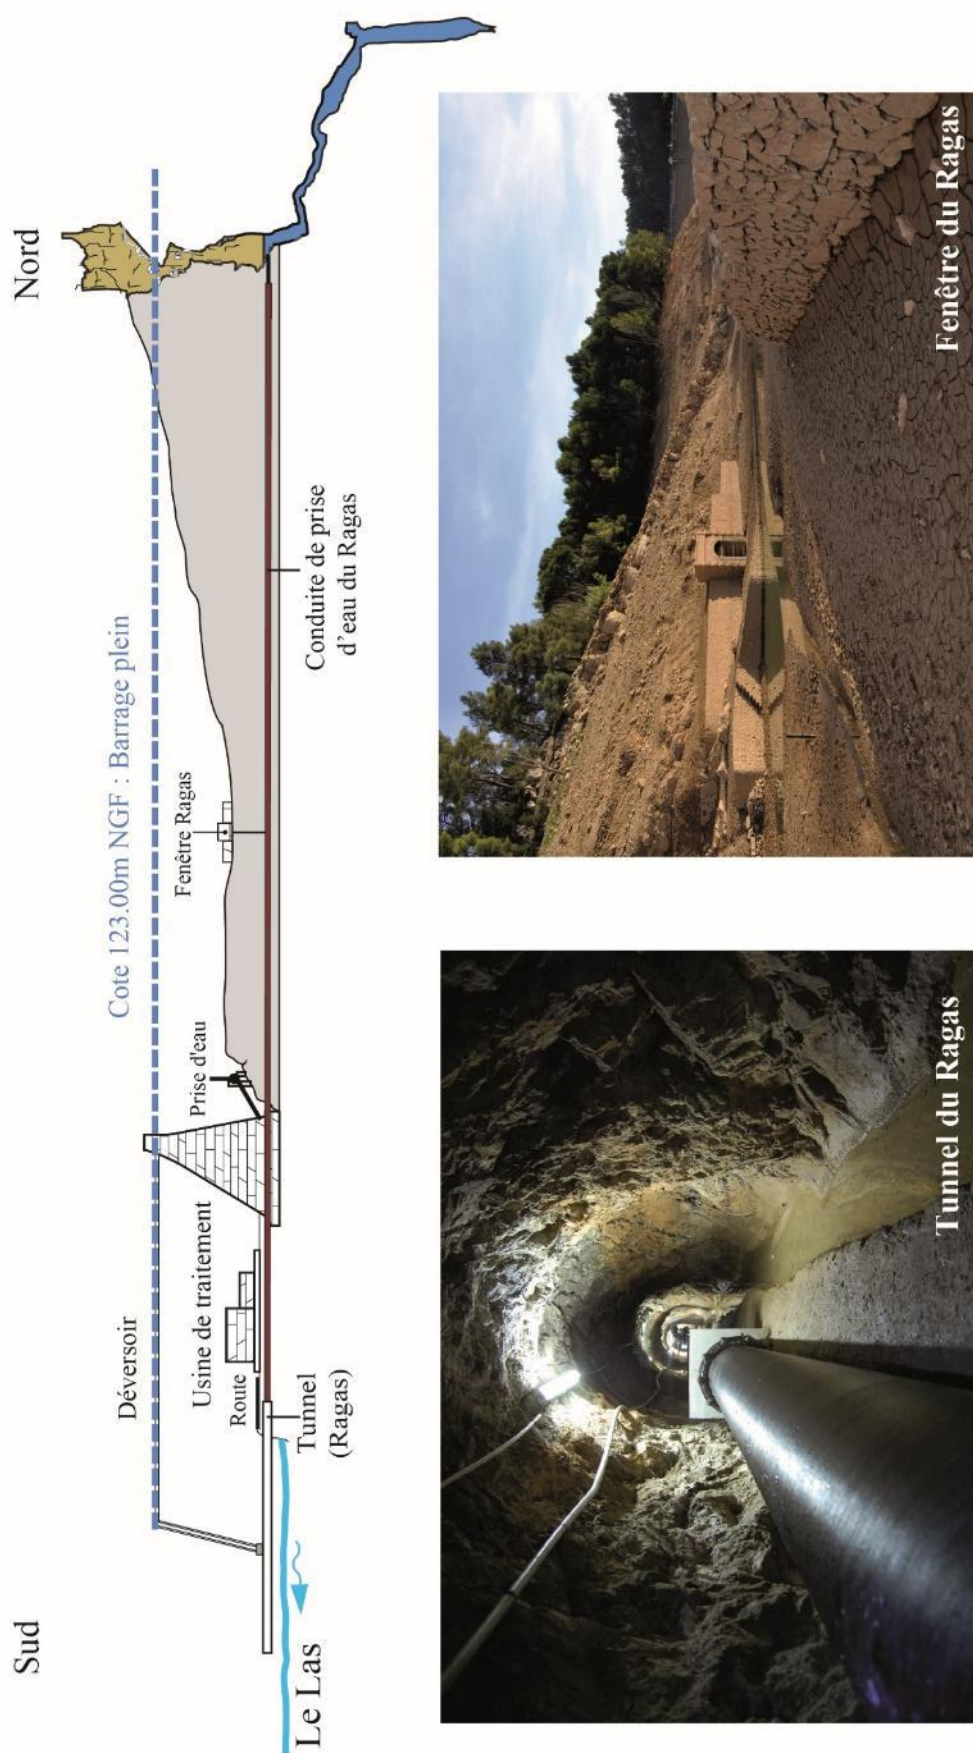 Sud
Nord
Cote 123.00m NGF : Barrage plein
Déversoir
Usine de traitement
Route
Prise d'eau
Fenêtre Ragas
Tunnel
(Ragas)
Le Las
Conduite de prise
d'eau du Ragas
Tunnel du Ragas
Fenêtre du Ragas